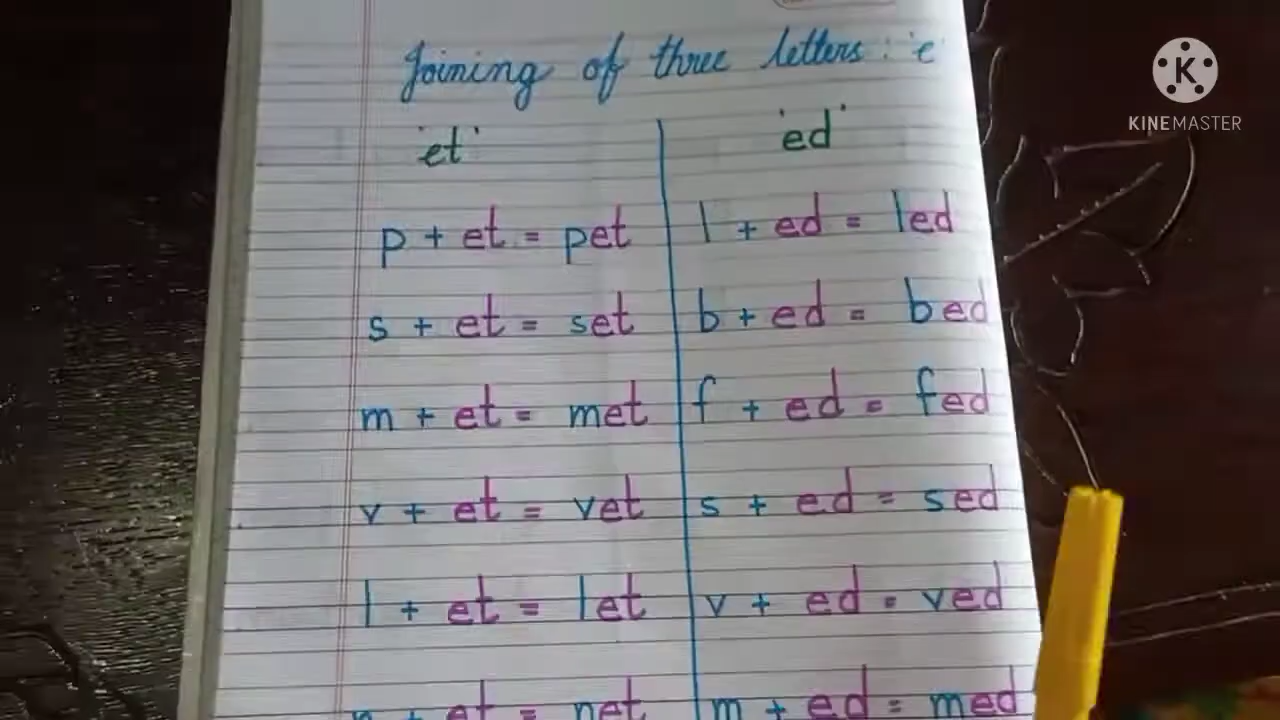 Joining of three letters : 'e'
KINEMASTER
'et'
p + et = pet
s + et = set
m + et = met
v + et = vet
l + et = let
n + et = net
'ed'
l + ed = led
b + ed = bed
f + ed = fed
s + ed = sed
v + ed = ved
m + ed = med